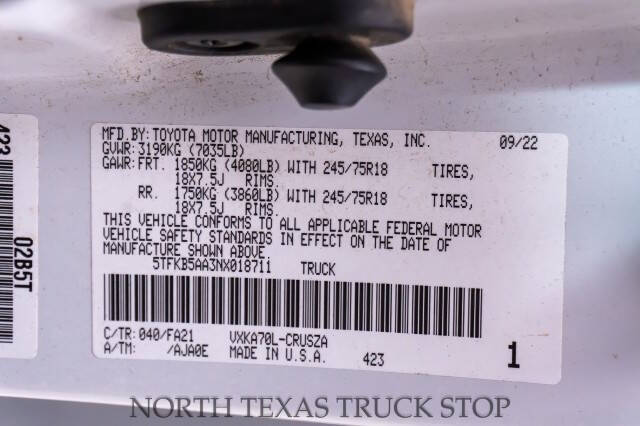 MFD.BY:TOYOTA MOTOR MANUFACTURING, TEXAS, INC. 09/22
GVWR:3190KG (7035LB)
GAWR:FRT. 1850KG (4080LB) WITH 245/75R18 TIRES,
18X7.5J RIMS.
RR. 1750KG (3860LB) WITH 245/75R18 TIRES,
18X7.5J RIMS.
THIS VEHICLE CONFORMS TO ALL APPLICABLE FEDERAL MOTOR
VEHICLE SAFETY STANDARDS IN EFFECT ON THE DATE OF
MANUFACTURE SHOWN ABOVE.
5TFKB5AA3NX018711 TRUCK
C/TR:040/FA21 VXKA70L-CRUSZA
A/TM: /AJA0E MADE IN U.S.A. 423 1
423
02B5T
NORTH TEXAS TRUCK STOP